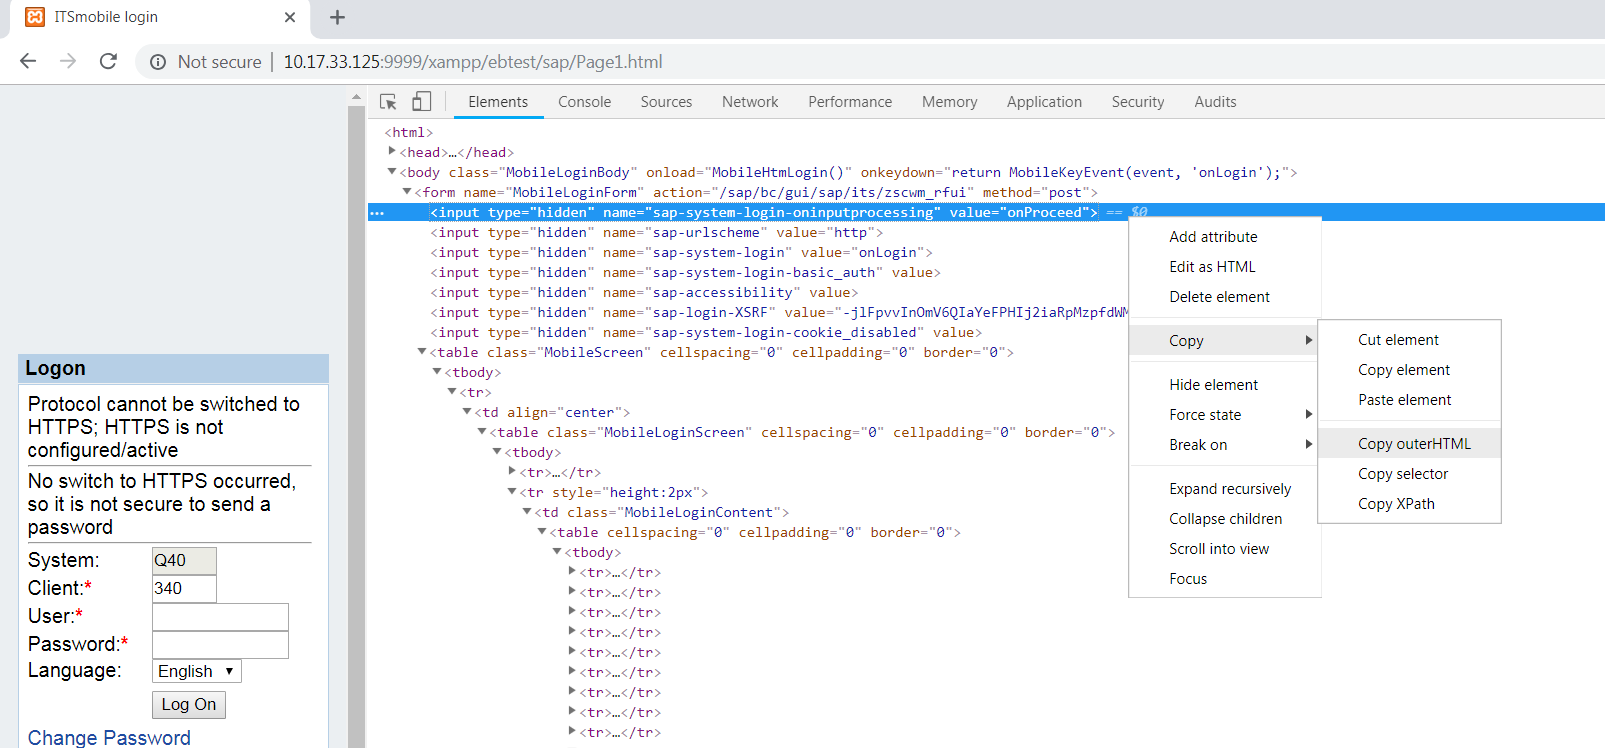 ITSmobile login
Not secure | 10.17.33.125:9999/xampp/ebtest/sap/Page1.html
Elements Console Sources Network Performance Memory Application Security Audits
<html>
<head>…</head>
<body class="MobileLoginBody" onload="MobileHtmLogin()" onkeydown="return MobileKeyEvent(event, 'onLogin');">
<form name="MobileLoginForm" action="/sap/bc/gui/sap/its/zscwm_rfui" method="post">
<input type="hidden" name="sap-system-login-oninputprocessing" value="onProceed"> == $0
<input type="hidden" name="sap-urlscheme" value="http">
<input type="hidden" name="sap-system-login" value="onLogin">
<input type="hidden" name="sap-system-login-basic_auth" value>
<input type="hidden" name="sap-accessibility" value>
<input type="hidden" name="sap-login-XSRF" value="-jlFpvvInOmV6QIaYeFPHIj2iaRpMzpfdWM
<input type="hidden" name="sap-system-login-cookie_disabled" value>
<table class="MobileScreen" cellspacing="0" cellpadding="0" border="0">
<tbody>
<tr>
<td align="center">
<table class="MobileLoginScreen" cellspacing="0" cellpadding="0" border="0">
<tbody>
<tr>…</tr>
<tr style="height:2px">
<td class="MobileLoginContent">
<table cellspacing="0" cellpadding="0" border="0">
<tbody>
<tr>…</tr>
<tr>…</tr>
<tr>…</tr>
<tr>…</tr>
<tr>…</tr>
<tr>…</tr>
<tr>…</tr>
<tr>…</tr>
<tr>…</tr>
Add attribute
Edit as HTML
Delete element
Copy
Hide element
Force state
Break on
Expand recursively
Collapse children
Scroll into view
Focus
Cut element
Copy element
Paste element
Copy outerHTML
Copy selector
Copy XPath
Logon
Protocol cannot be switched to
HTTPS; HTTPS is not
configured/active
No switch to HTTPS occurred,
so it is not secure to send a
password
System: Q40
Client:* 340
User:*
Password:*
Language: English
Log On
Change Password